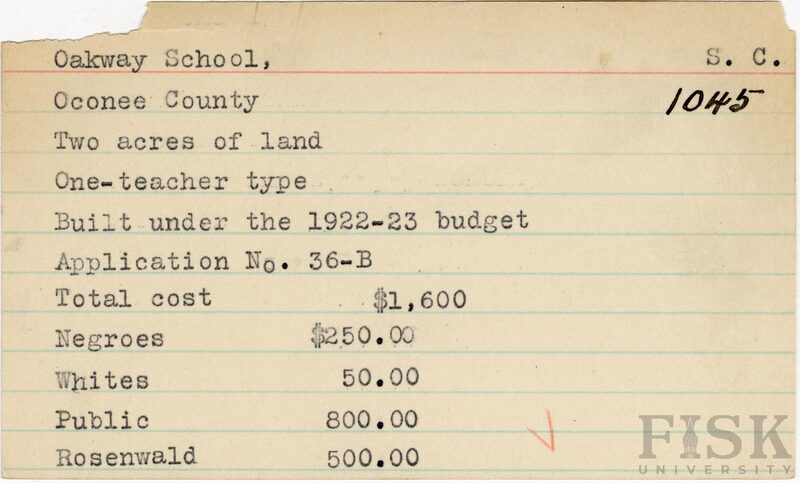 Oakway School, S. C.
Oconee County 1045
Two acres of land
One-teacher type
Built under the 1922-23 budget
Application No. 36-B
Total cost $1,600
Negroes $250.00
Whites 50.00
Public 800.00
Rosenwald 500.00
FISK
UNIVERSITY